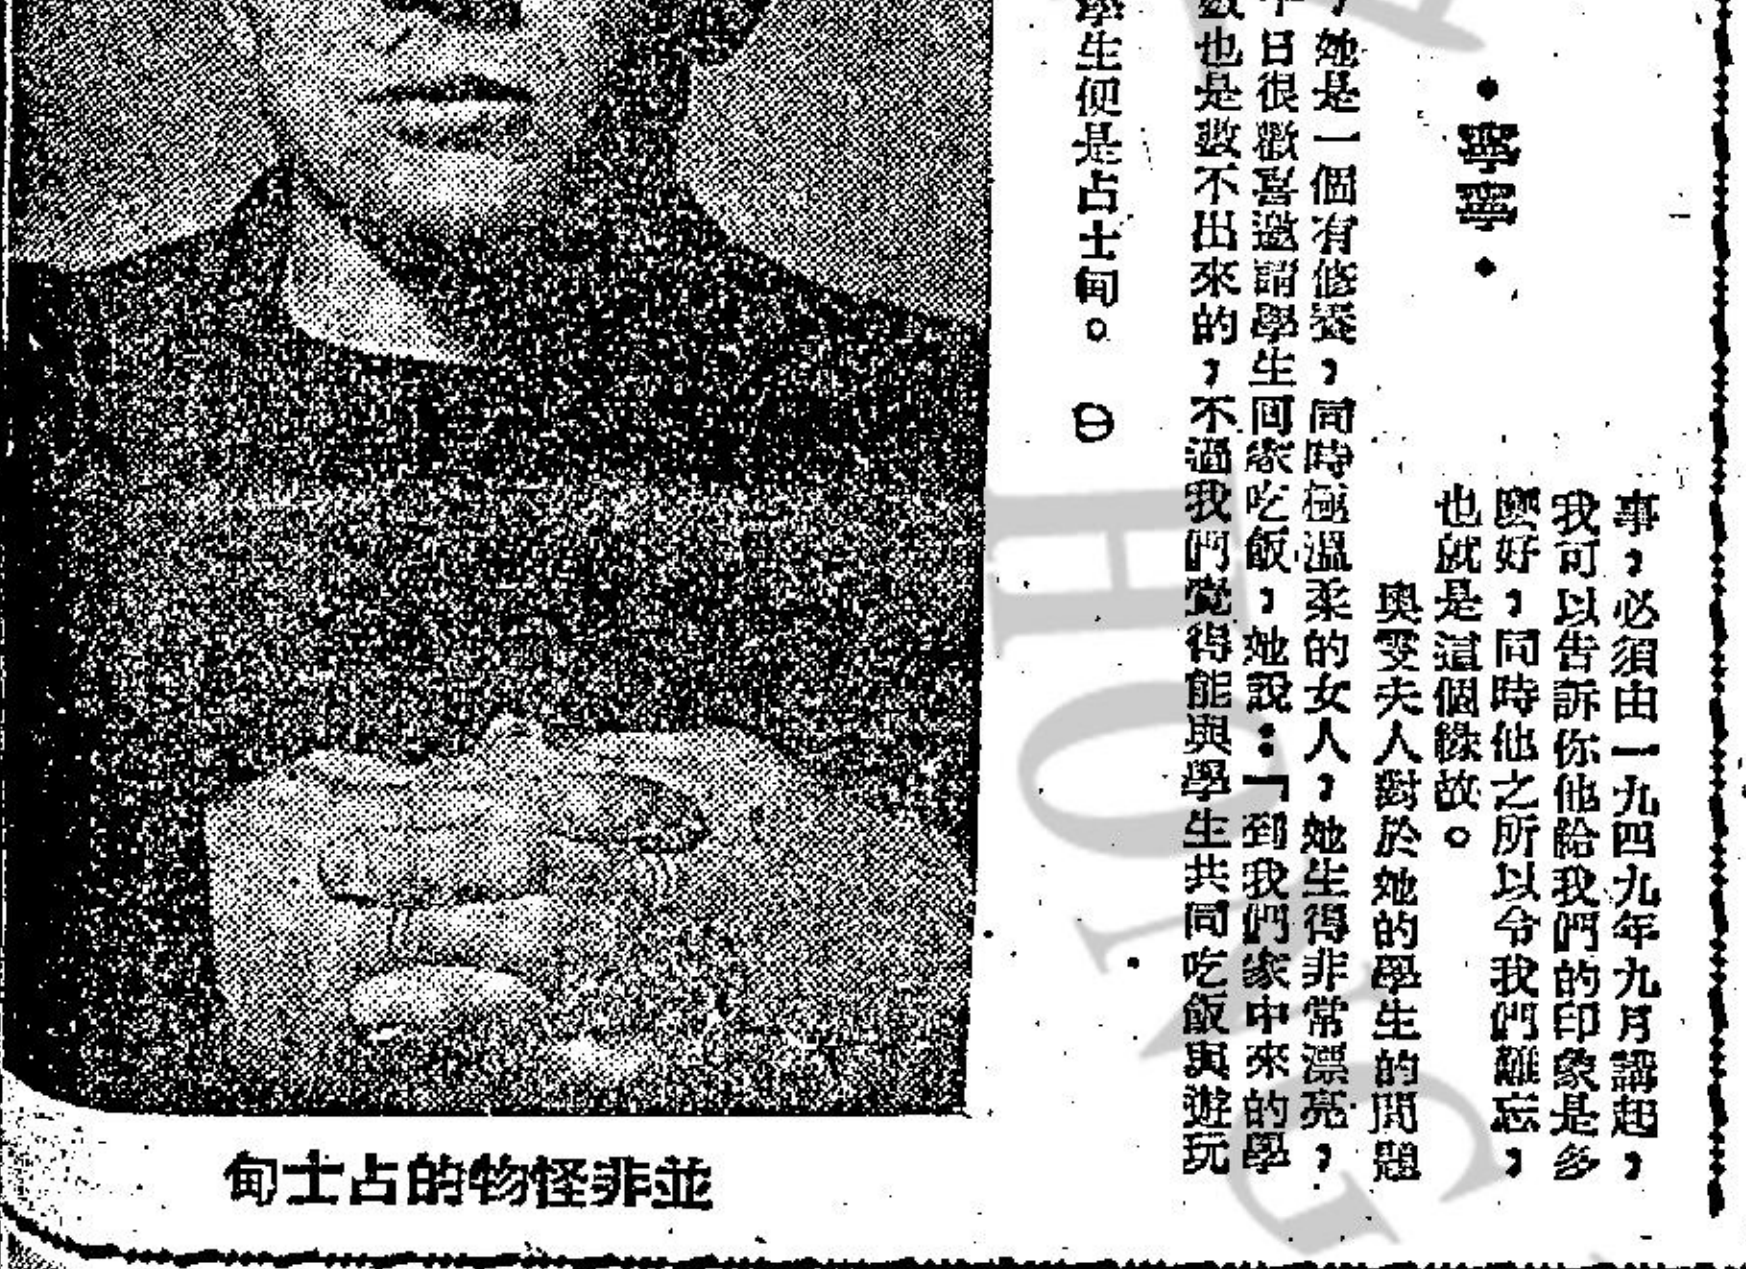 •寧寧•
事，必須由一九四九年九月講起，
我可以告訴你他給我們的印象是多
麼好，同時他之所以令我們難忘，
也就是這個緣故。
奧雯夫人對於她的學生的問題
，她是一個有修養，同時極溫柔的女人，她生得非常漂亮，
日很歡喜邀請學生回家吃飯，她說：「到我們家中來的學
數也是數不出來的，不過我們覺得能與學生共同吃飯與遊玩
學生便是占士甸。㊀
並非怪物的占士甸
HONG